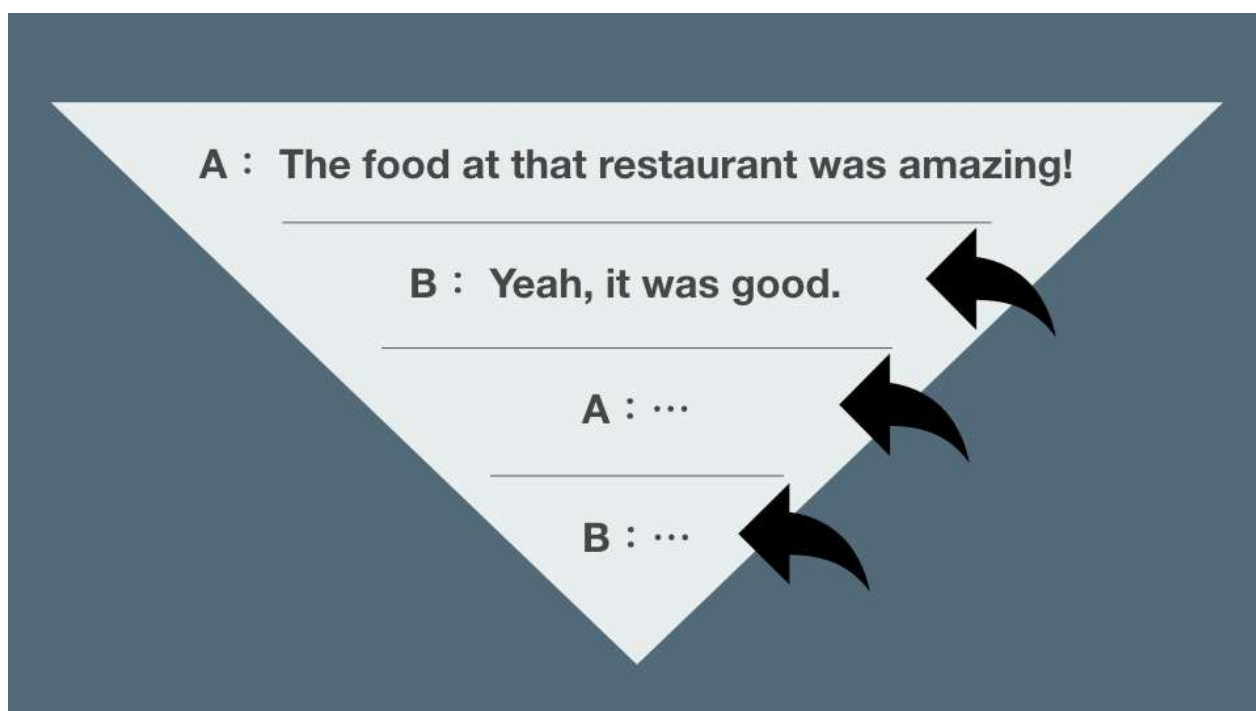 A： The food at that restaurant was amazing!
B： Yeah, it was good.
A：…
B：…